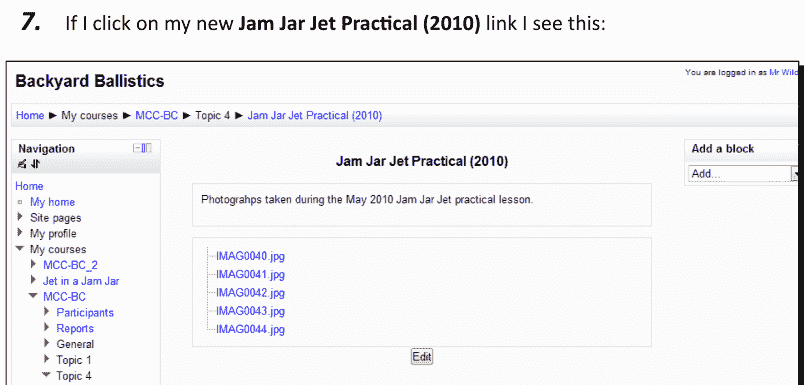 7. If I click on my new Jam Jar Jet Practical (2010) link I see this:
Backyard Ballistics
You are logged in as Mr Wild
Home ► My courses ► MCC-BC ► Topic 4 ► Jam Jar Jet Practical (2010)
Navigation
Home
My home
Site pages
My profile
My courses
MCC-BC_2
Jet in a Jam Jar
MCC-BC
Participants
Reports
General
Topic 1
Topic 4
Jam Jar Jet Practical (2010)
Photograhps taken during the May 2010 Jam Jar Jet practical lesson.
IMAG0040.jpg
IMAG0041.jpg
IMAG0042.jpg
IMAG0043.jpg
IMAG0044.jpg
Edit
Add a block
Add...